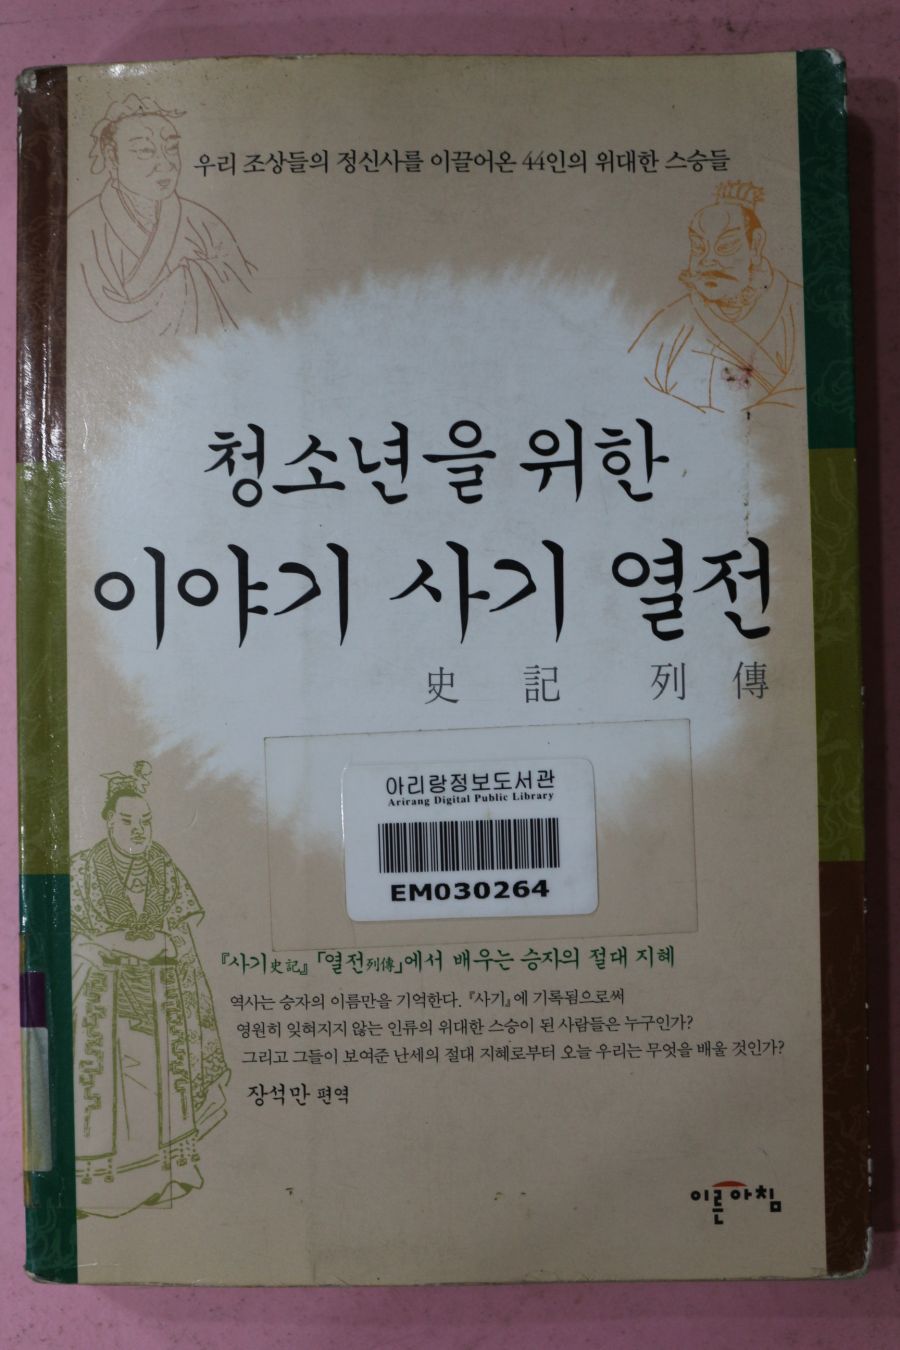 우리 조상들의 정신사를 이끌어온 44인의 위대한 스승들
청소년을 위한
이야기 사기 열전
史記 列傳
아리랑정보도서관
Arirang Digital Public Library
EM030264
『사기史記』 「열전列傳」에서 배우는 승자의 절대 지혜
역사는 승자의 이름만을 기억한다. 『사기』에 기록됨으로써
영원히 잊혀지지 않는 인류의 위대한 스승이 된 사람들은 누구인가?
그리고 그들이 보여준 난세의 절대 지혜로부터 오늘 우리는 무엇을 배울 것인가?
장석만 편역
이른아침